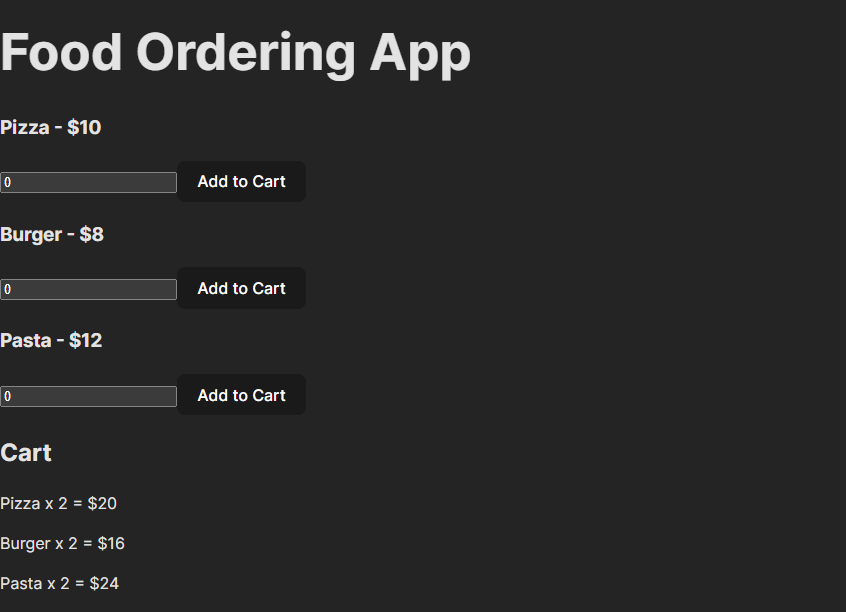 Food Ordering App
Pizza - $10
0 Add to Cart
Burger - $8
0 Add to Cart
Pasta - $12
0 Add to Cart
Cart
Pizza x 2 = $20
Burger x 2 = $16
Pasta x 2 = $24